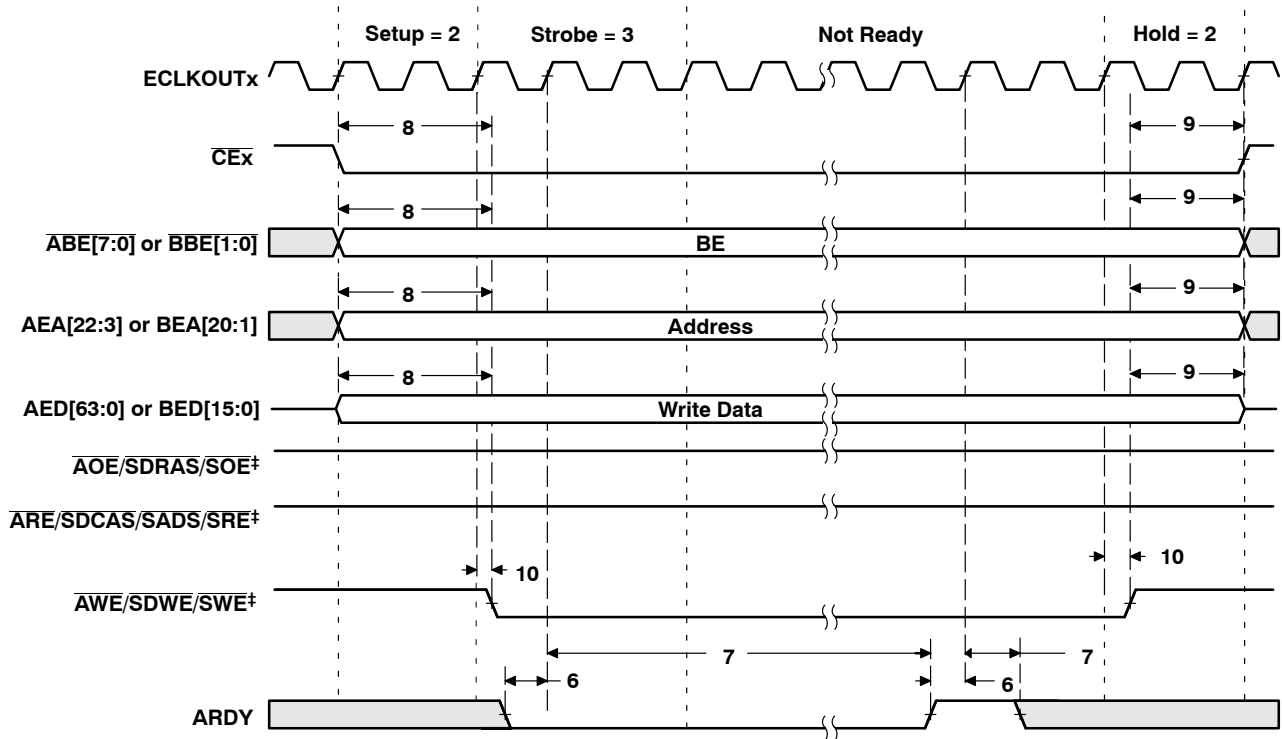 Setup = 2 Strobe = 3 Not Ready Hold = 2
ECLKOUTx
8 9
CEx
8 9
ABE[7:0] or BBE[1:0] BE
8 9
AEA[22:3] or BEA[20:1] Address
8 9
AED[63:0] or BED[15:0] Write Data
AOE/SDRAS/SOE‡
ARE/SDCAS/SADS/SRE‡
10 10
AWE/SDWE/SWE‡
7 7
6 6
ARDY